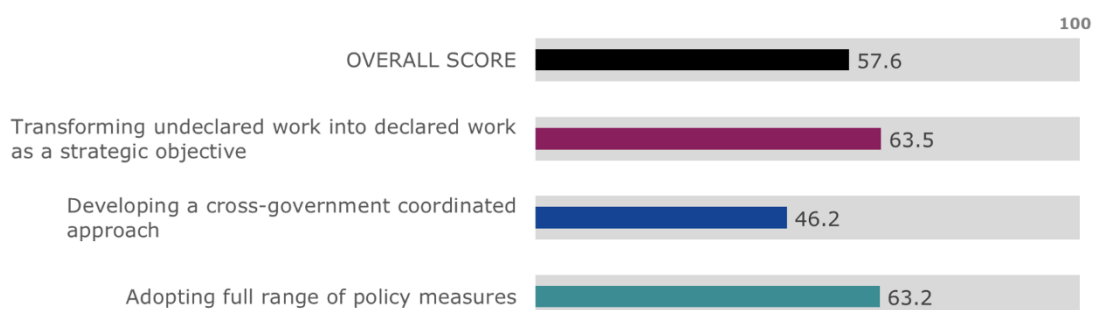 100
OVERALL SCORE
57.6
Transforming undeclared work into declared work
as a strategic objective
63.5
Developing a cross-government coordinated
approach
46.2
Adopting full range of policy measures
63.2